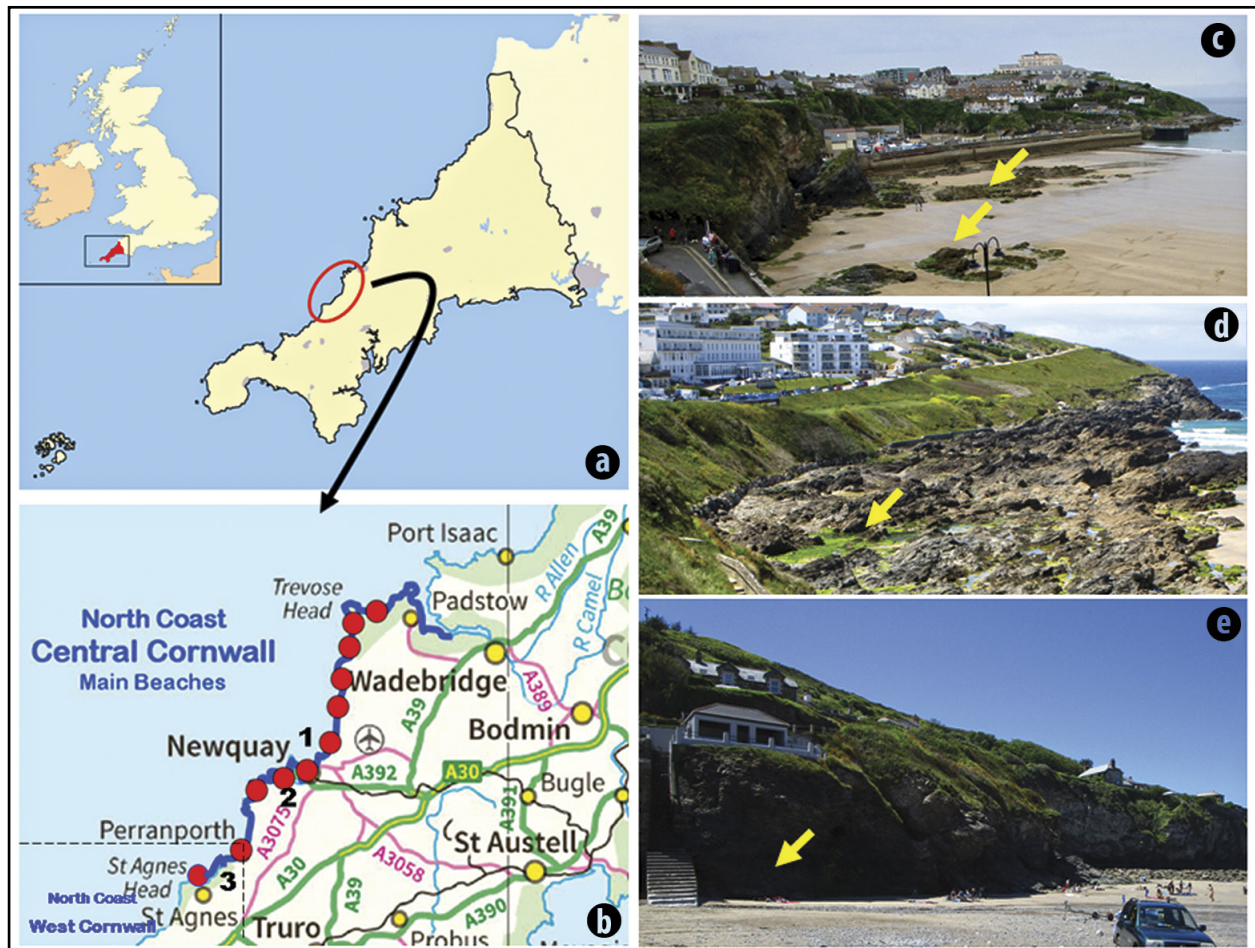 a
c
d
e
b
Port Isaac
Trevose
Head
Padstow
R Allen
R Camel
A39
North Coast
Central Cornwall
Main Beaches
Wadebridge
A389
A39
Bodmin
1
Newquay
A392
A30
2
Bugle
A391
A3075
Perranporth
St Austell
A30
A3058
St Agnes
Head
3
A39
North Coast
St Agnes
A390
West Cornwall
Truro
Probus